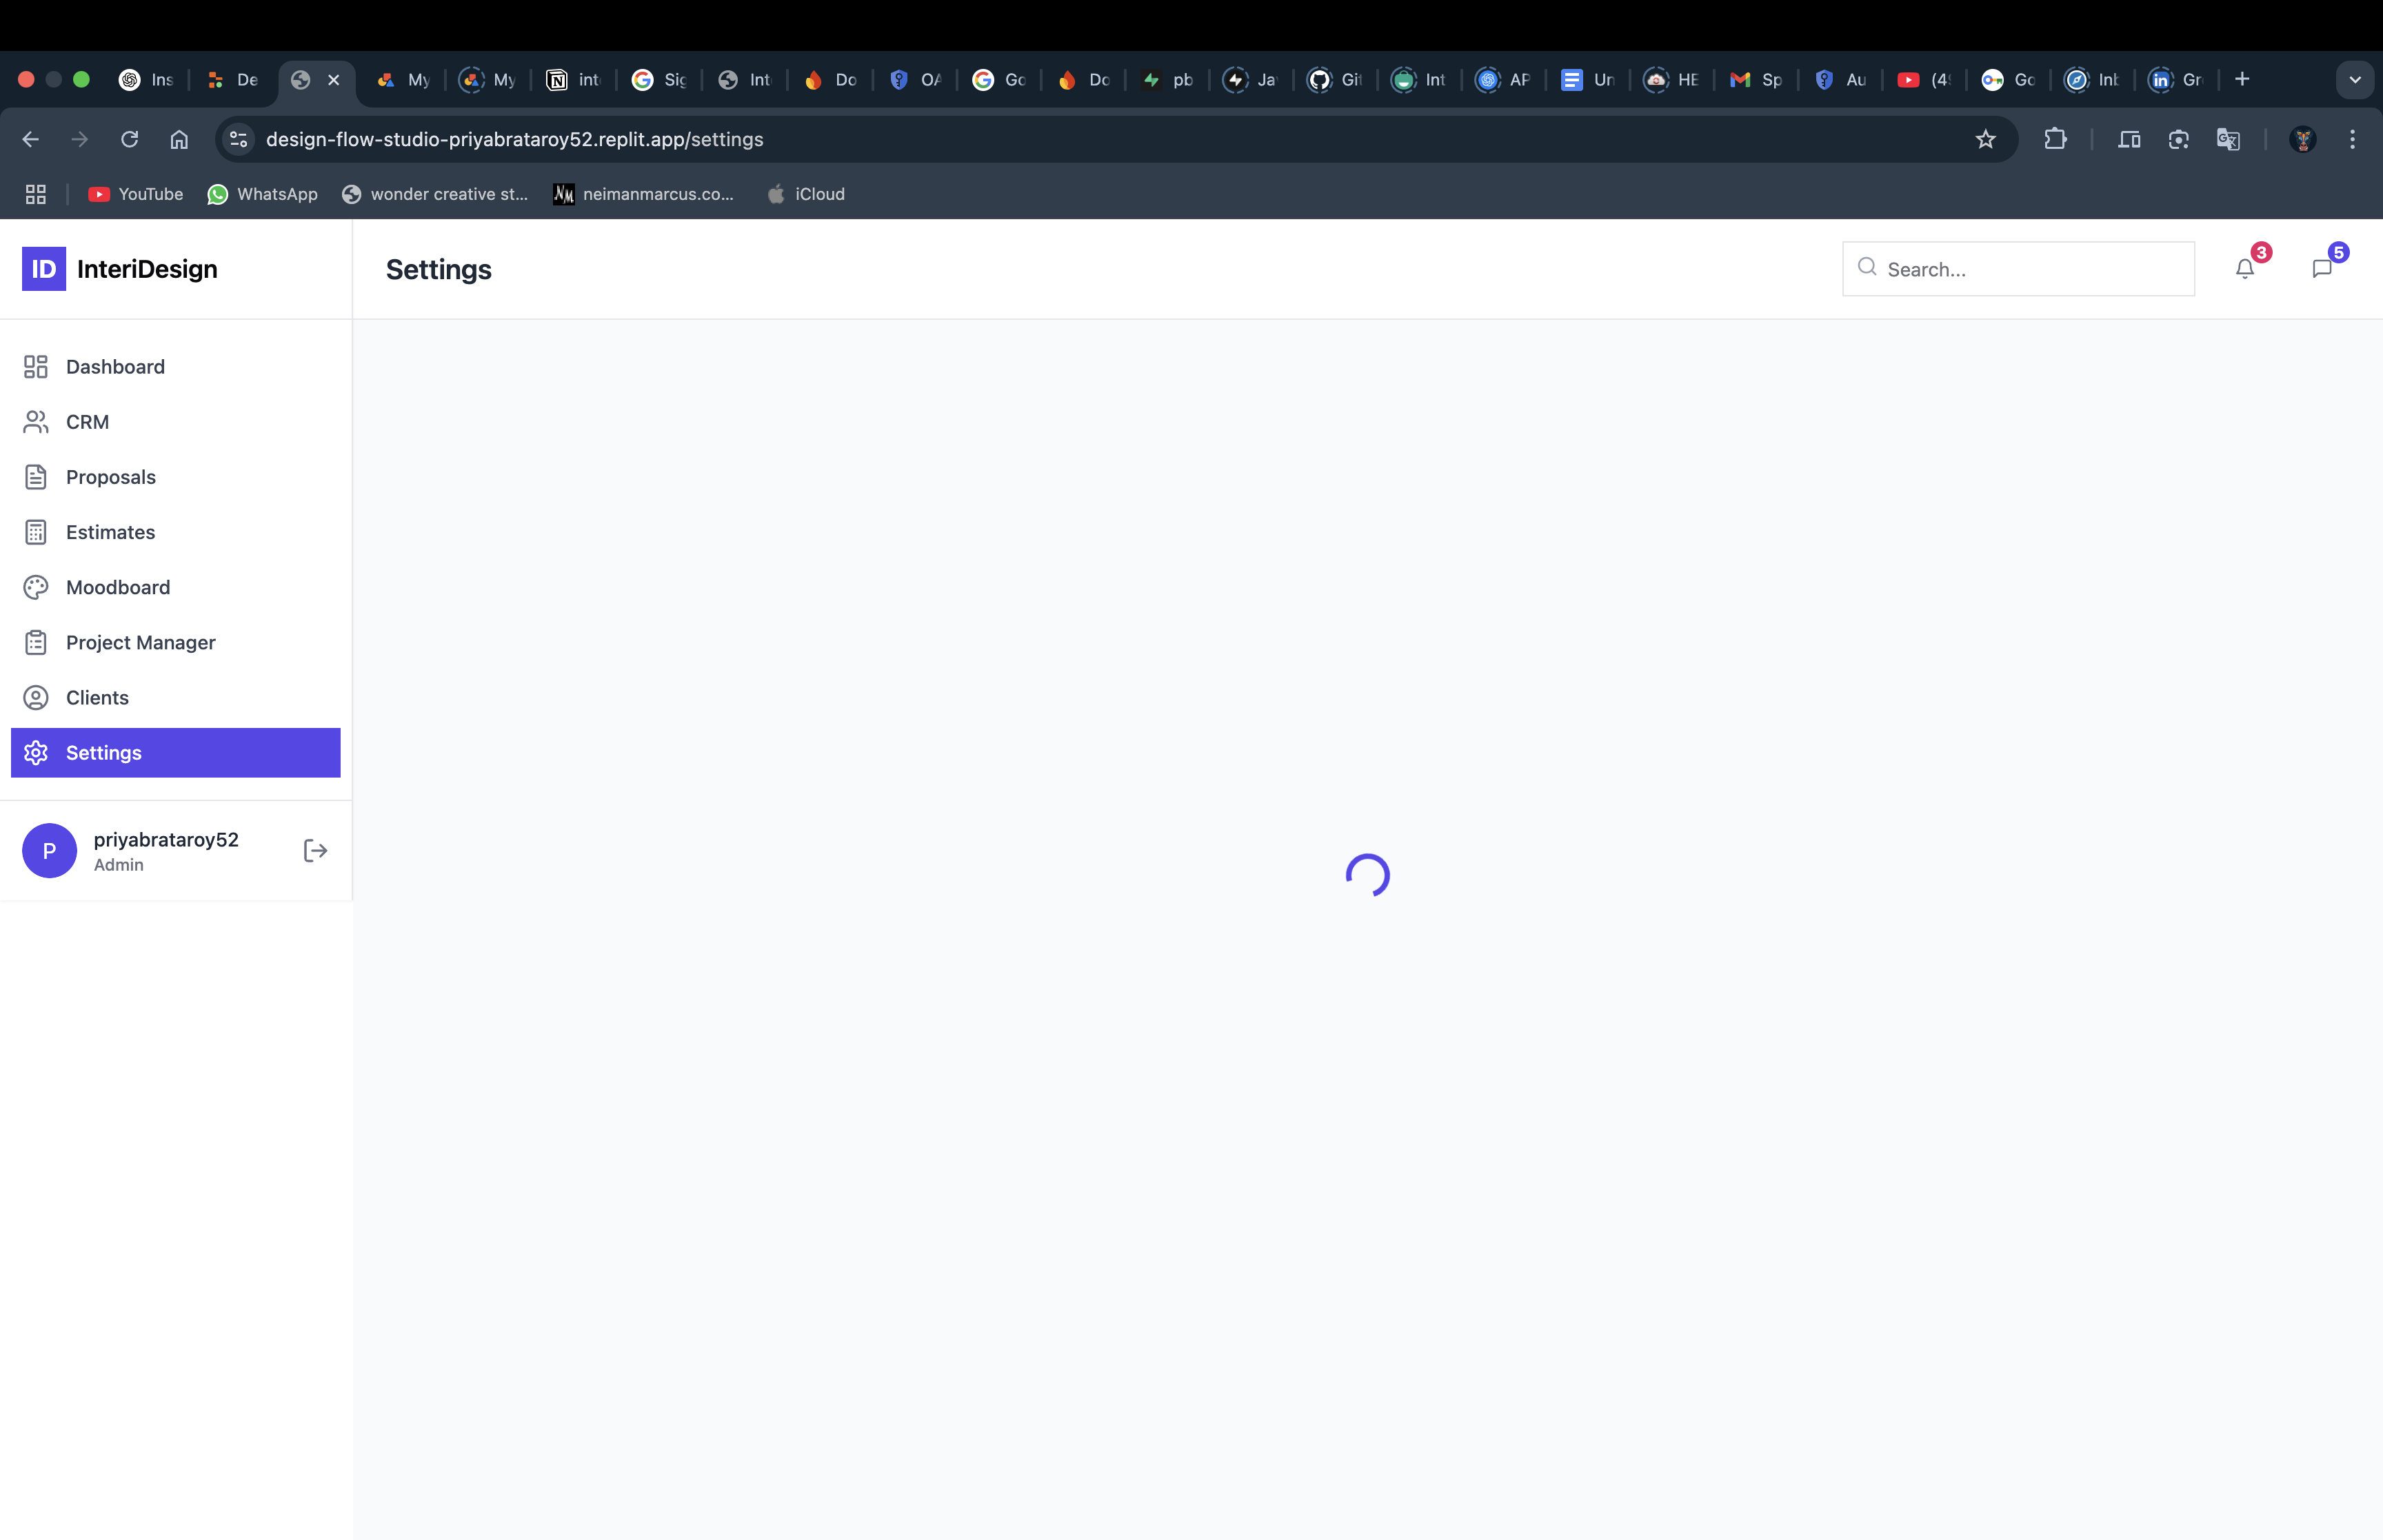 Ins De My My int Sig Int Do OA Go Do pb Ja Git Int AP Un HE Sp Au (4 Go Inb Gr
design-flow-studio-priyabrataroy52.replit.app/settings
YouTube WhatsApp wonder creative st... neimanmarcus.co... iCloud
ID InteriDesign
Settings
Search...
3
5
Dashboard
CRM
Proposals
Estimates
Moodboard
Project Manager
Clients
Settings
P
priyabrataroy52
Admin